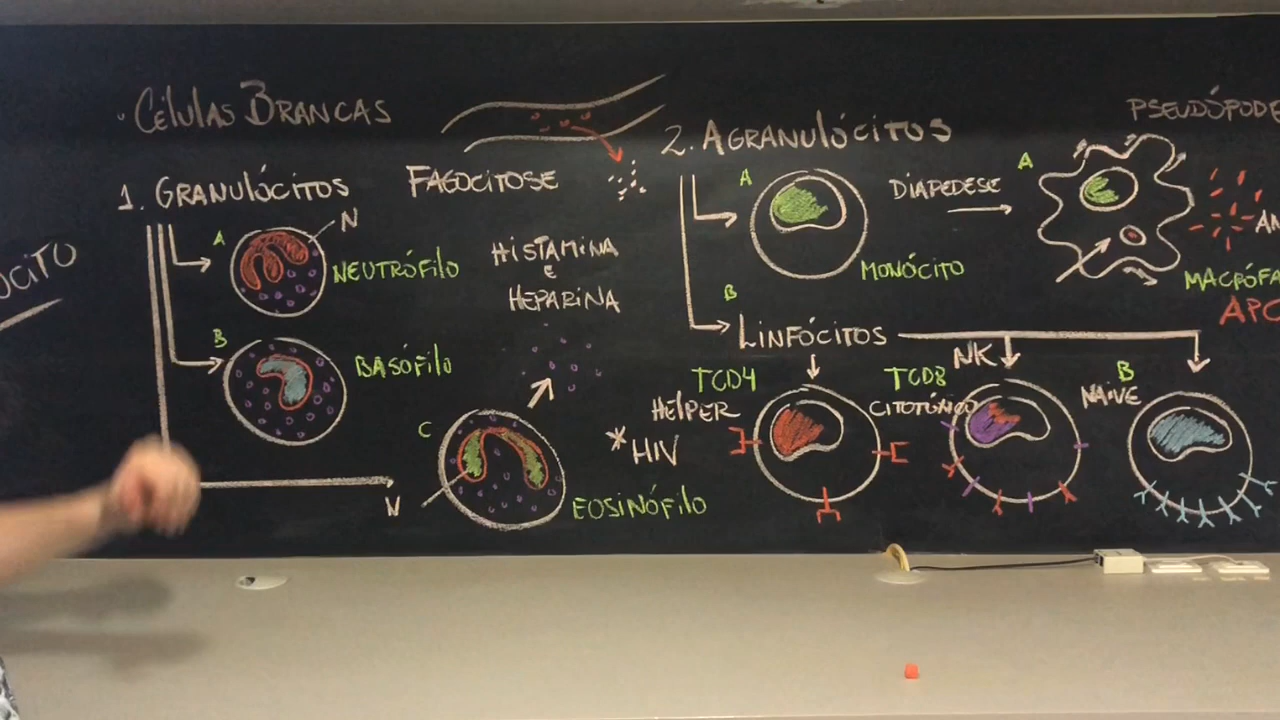 · CÉLULAS BRANCAS
1. GRANULÓCITOS
A
N
NEUTRÓFILO
B
BASÓFILO
C
N
EOSINÓFILO
FAGOCITOSE
HISTAMINA
E
HEPARINA
2. AGRANULÓCITOS
A
MONÓCITO
DIAPEDESE
A
PSEUDÓPODE
MACRÓFA
APC
B
LINFÓCITOS
TCD4
HELPER
* HIV
TCD8
CITOTÓXICO
NK
B
NAIVE